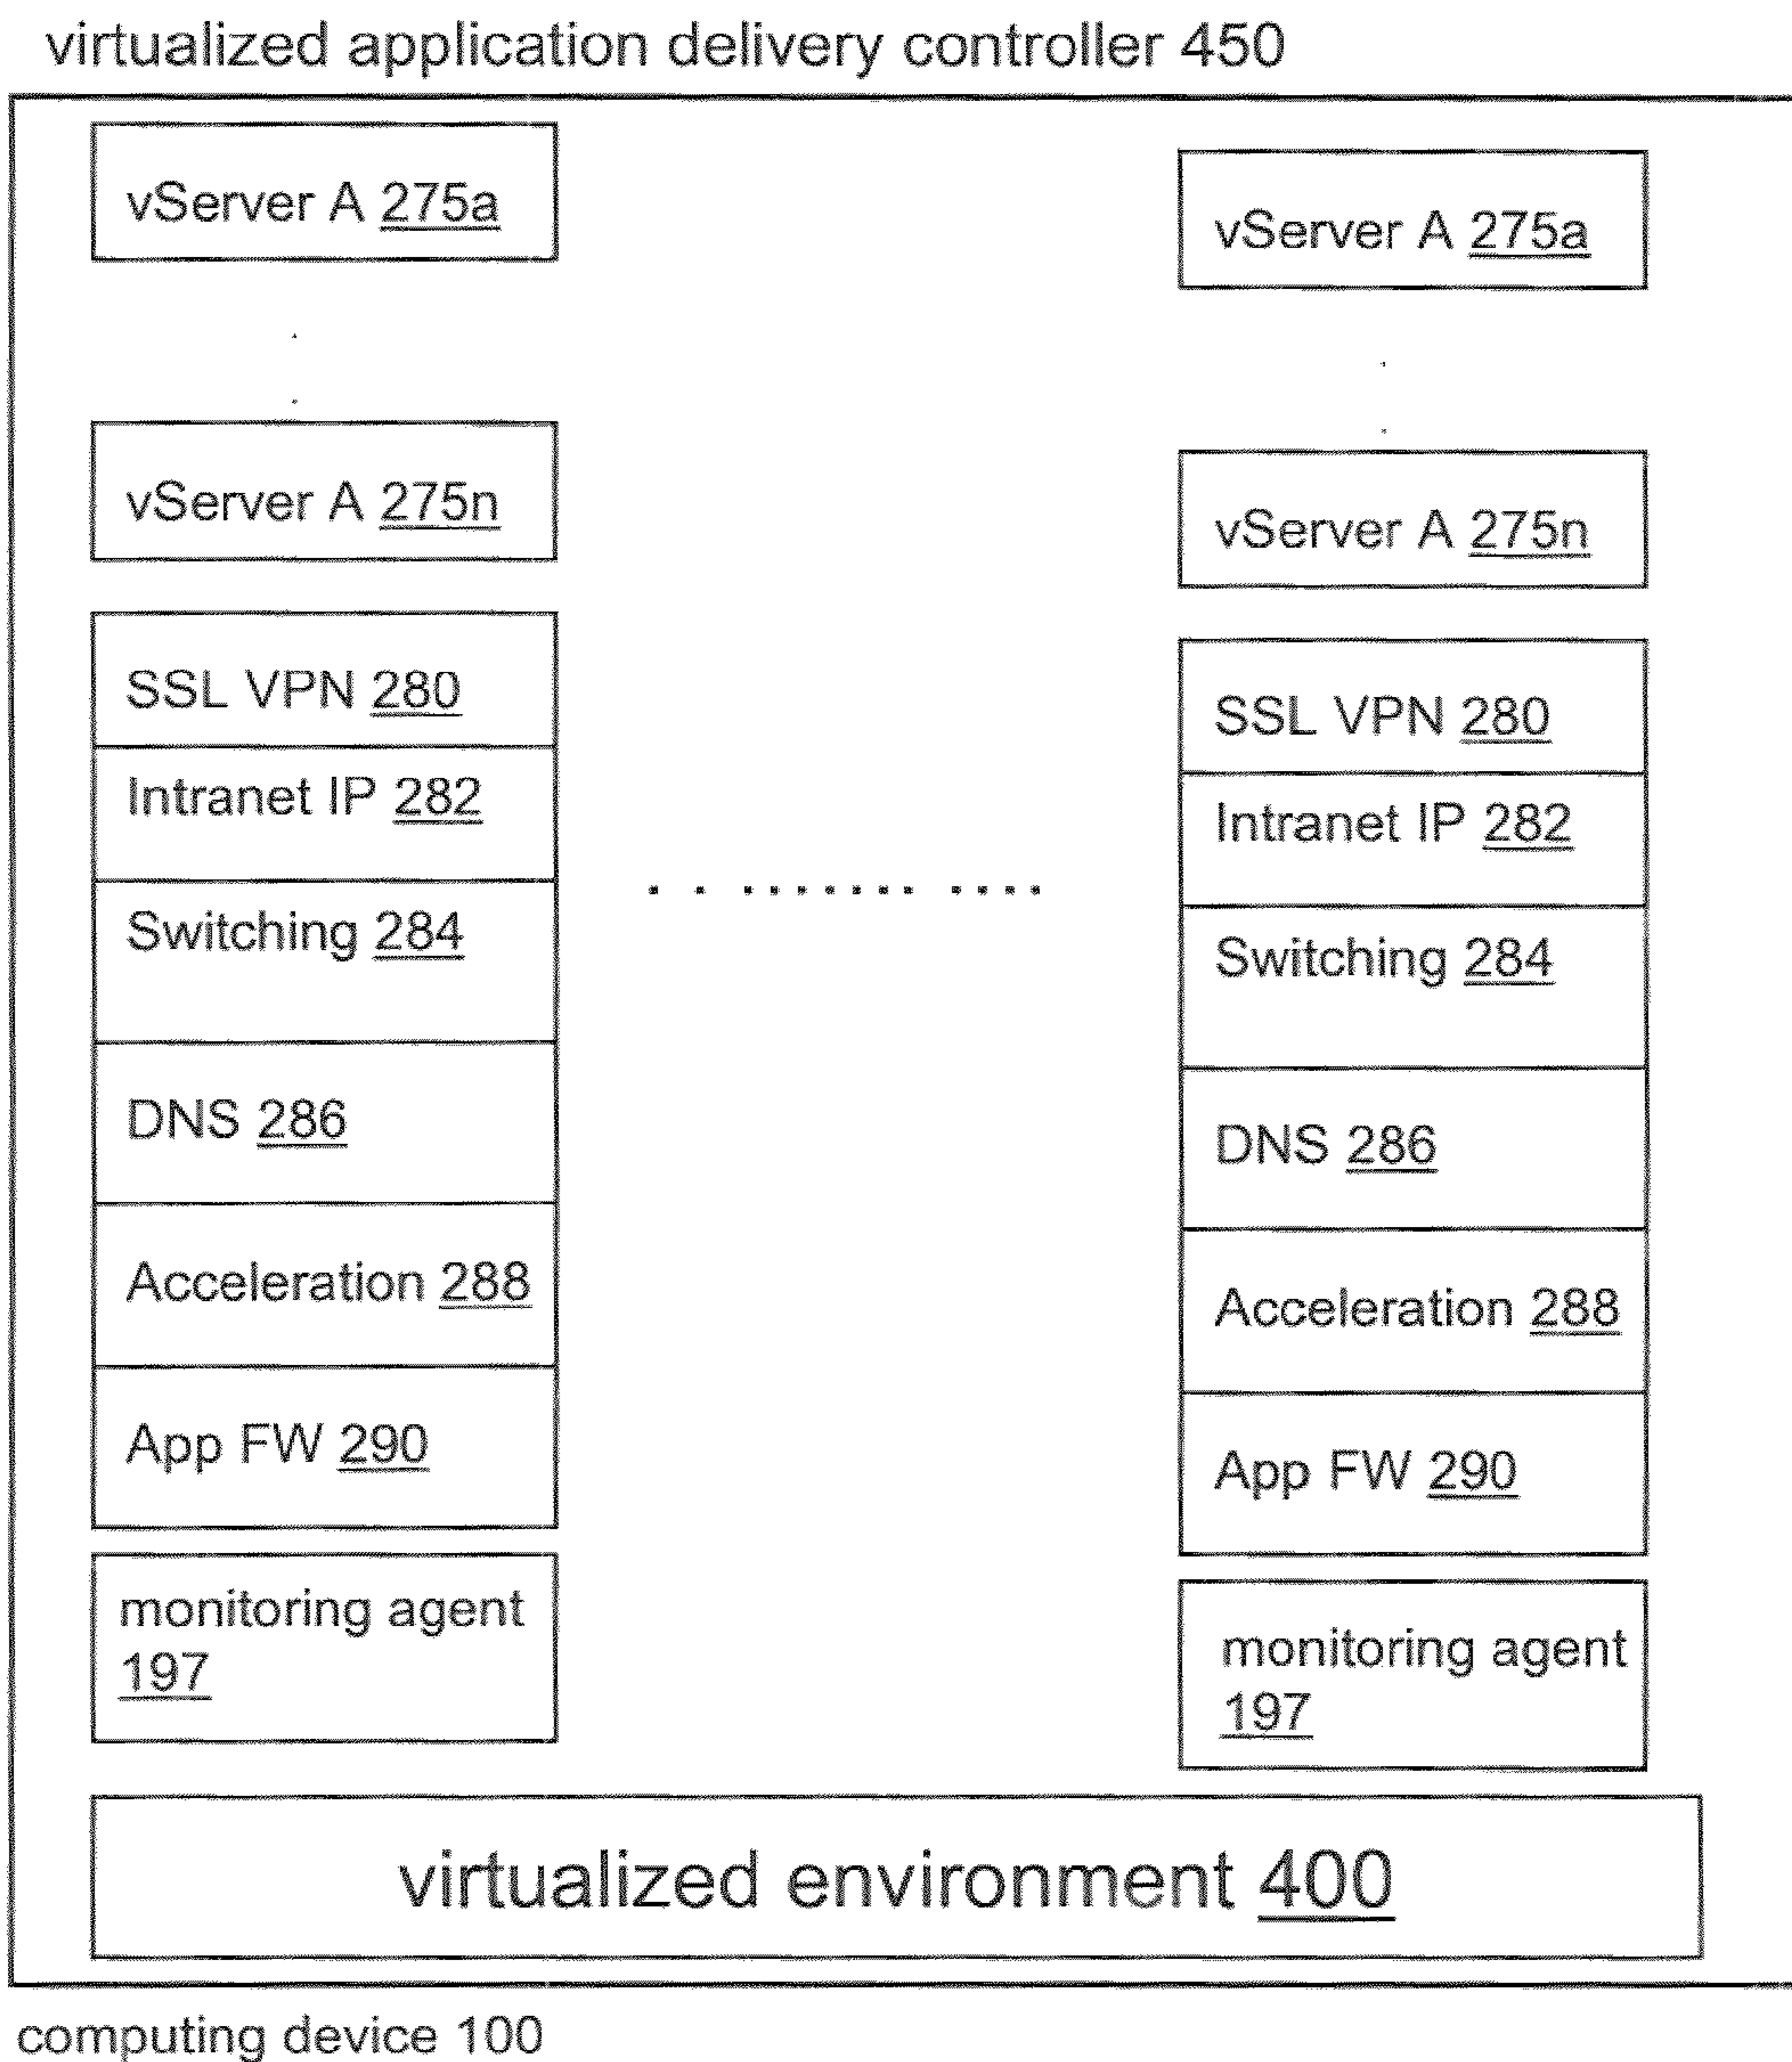 virtualized application delivery controller 450
vServer A 275a
vServer A 275n
SSL VPN 280
Intranet IP 282
Switching 284
DNS 286
Acceleration 288
App FW 290
monitoring agent
197
vServer A 275a
vServer A 275n
SSL VPN 280
Intranet IP 282
Switching 284
DNS 286
Acceleration 288
App FW 290
monitoring agent
197
virtualized environment 400
computing device 100